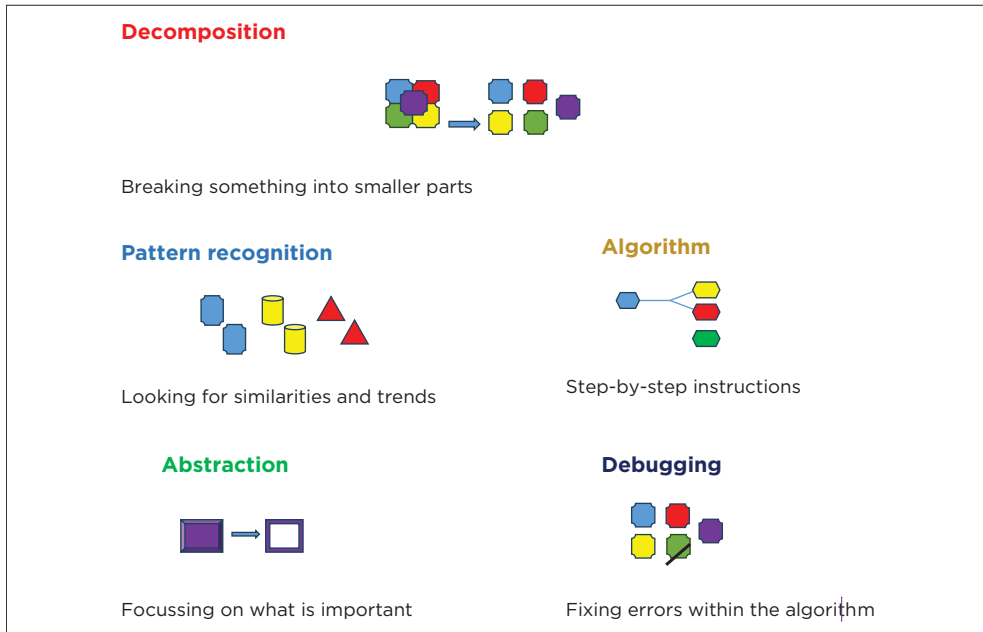 Decomposition
Breaking something into smaller parts
Pattern recognition
Looking for similarities and trends
Algorithm
Step-by-step instructions
Abstraction
Focussing on what is important
Debugging
Fixing errors within the algorithm